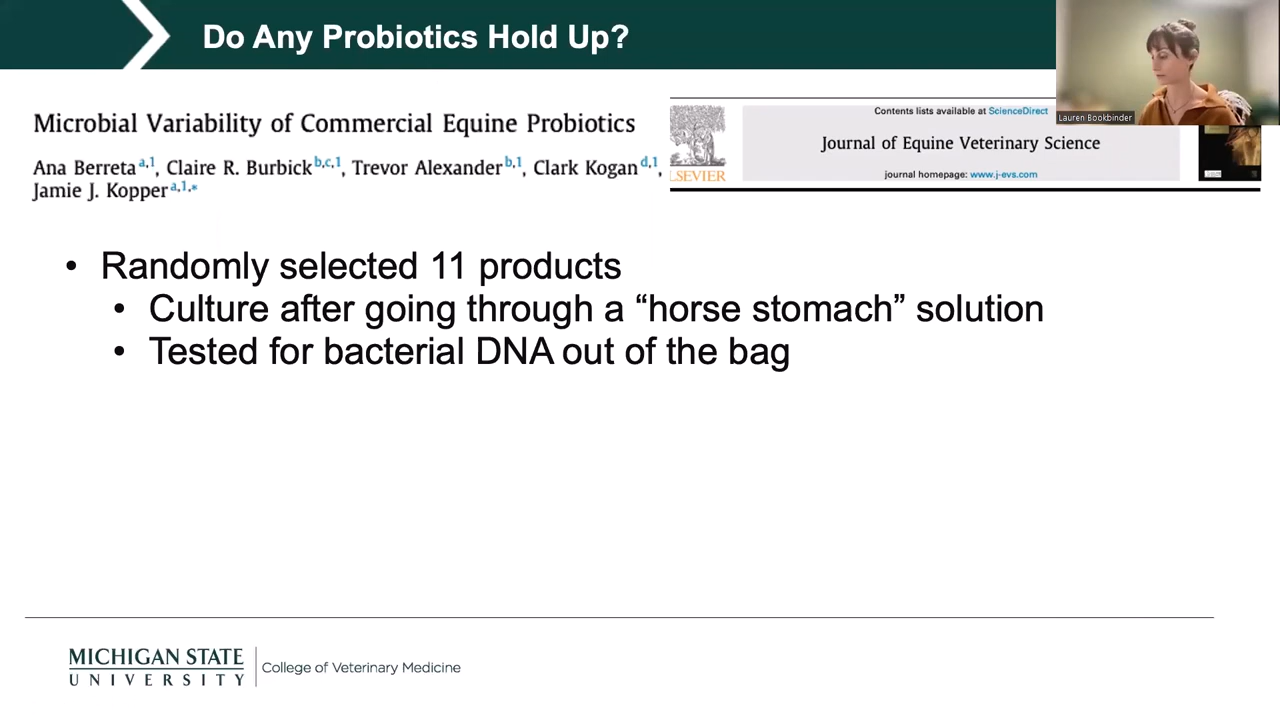 Do Any Probiotics Hold Up?
Lauren Bookbinder
Microbial Variability of Commercial Equine Probiotics
Ana Berreta a,1, Claire R. Burbick b,c,1, Trevor Alexander b,1, Clark Kogan d,1,
Jamie J. Kopper a,1,*
Contents lists available at ScienceDirect
Journal of Equine Veterinary Science
journal homepage: www.j-evs.com
LSEVIER
• Randomly selected 11 products
• Culture after going through a “horse stomach” solution
• Tested for bacterial DNA out of the bag
MICHIGAN STATE
UNIVERSITY
College of Veterinary Medicine